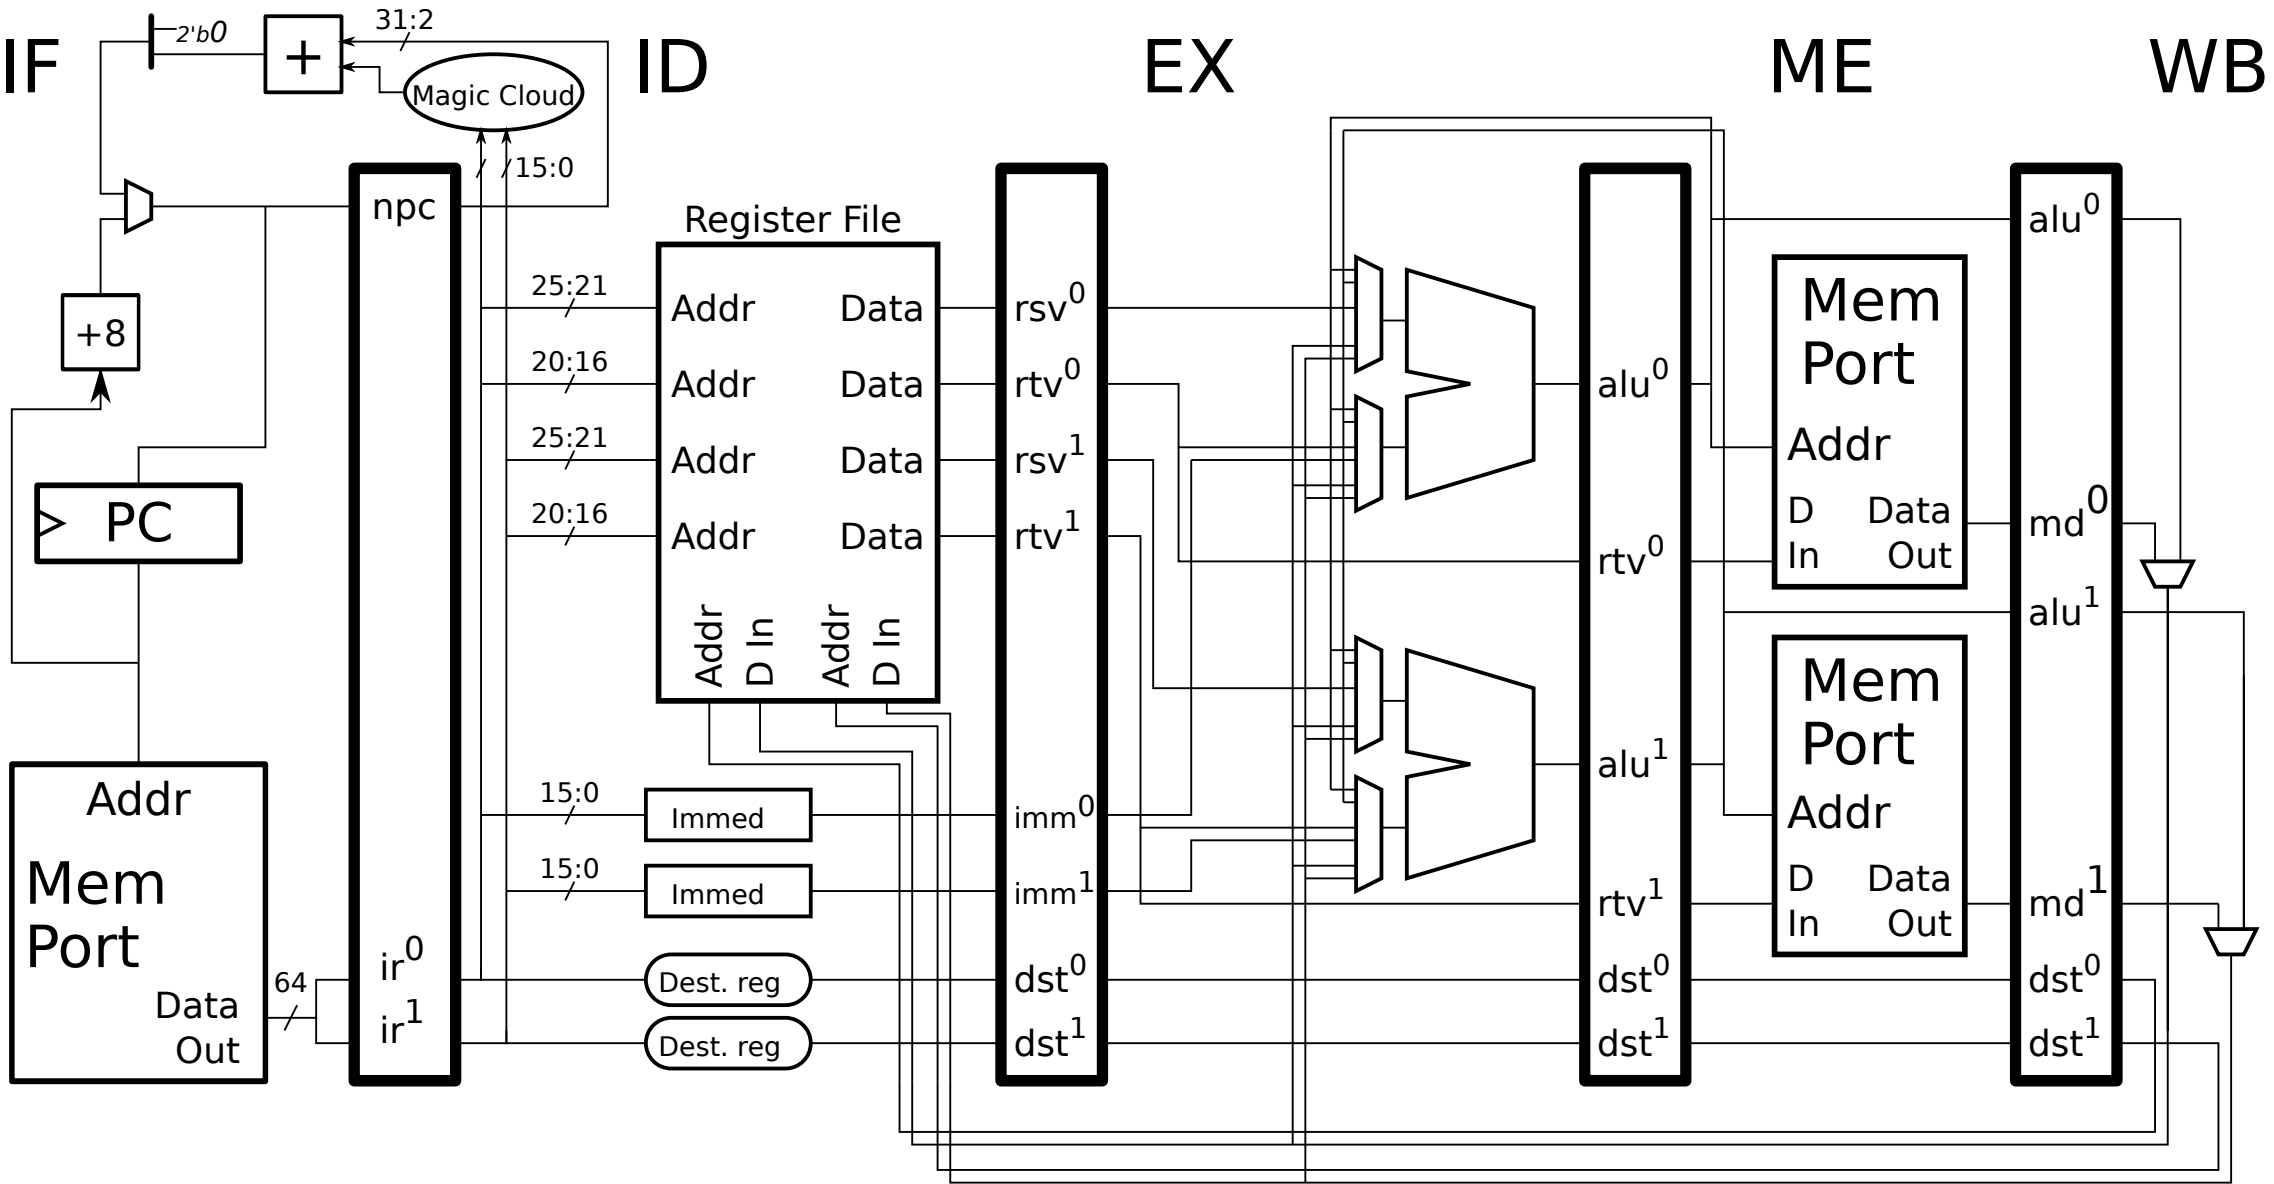 IF
ID
EX
ME
WB
2'b0
+
31:2
Magic Cloud
15:0
npc
+8
PC
Addr
Mem
Port
Data
Out
64
ir0
ir1
Register File
25:21
Addr
Data
20:16
Addr
Data
25:21
Addr
Data
20:16
Addr
Data
Addr
D In
Addr
D In
15:0
Immed
15:0
Immed
Dest. reg
Dest. reg
rsv0
rtv0
rsv1
rtv1
imm0
imm1
dst0
dst1
alu0
rtv0
alu1
rtv1
dst0
dst1
Mem
Port
Addr
D Data
In Out
Mem
Port
Addr
D Data
In Out
alu0
md0
alu1
md1
dst0
dst1